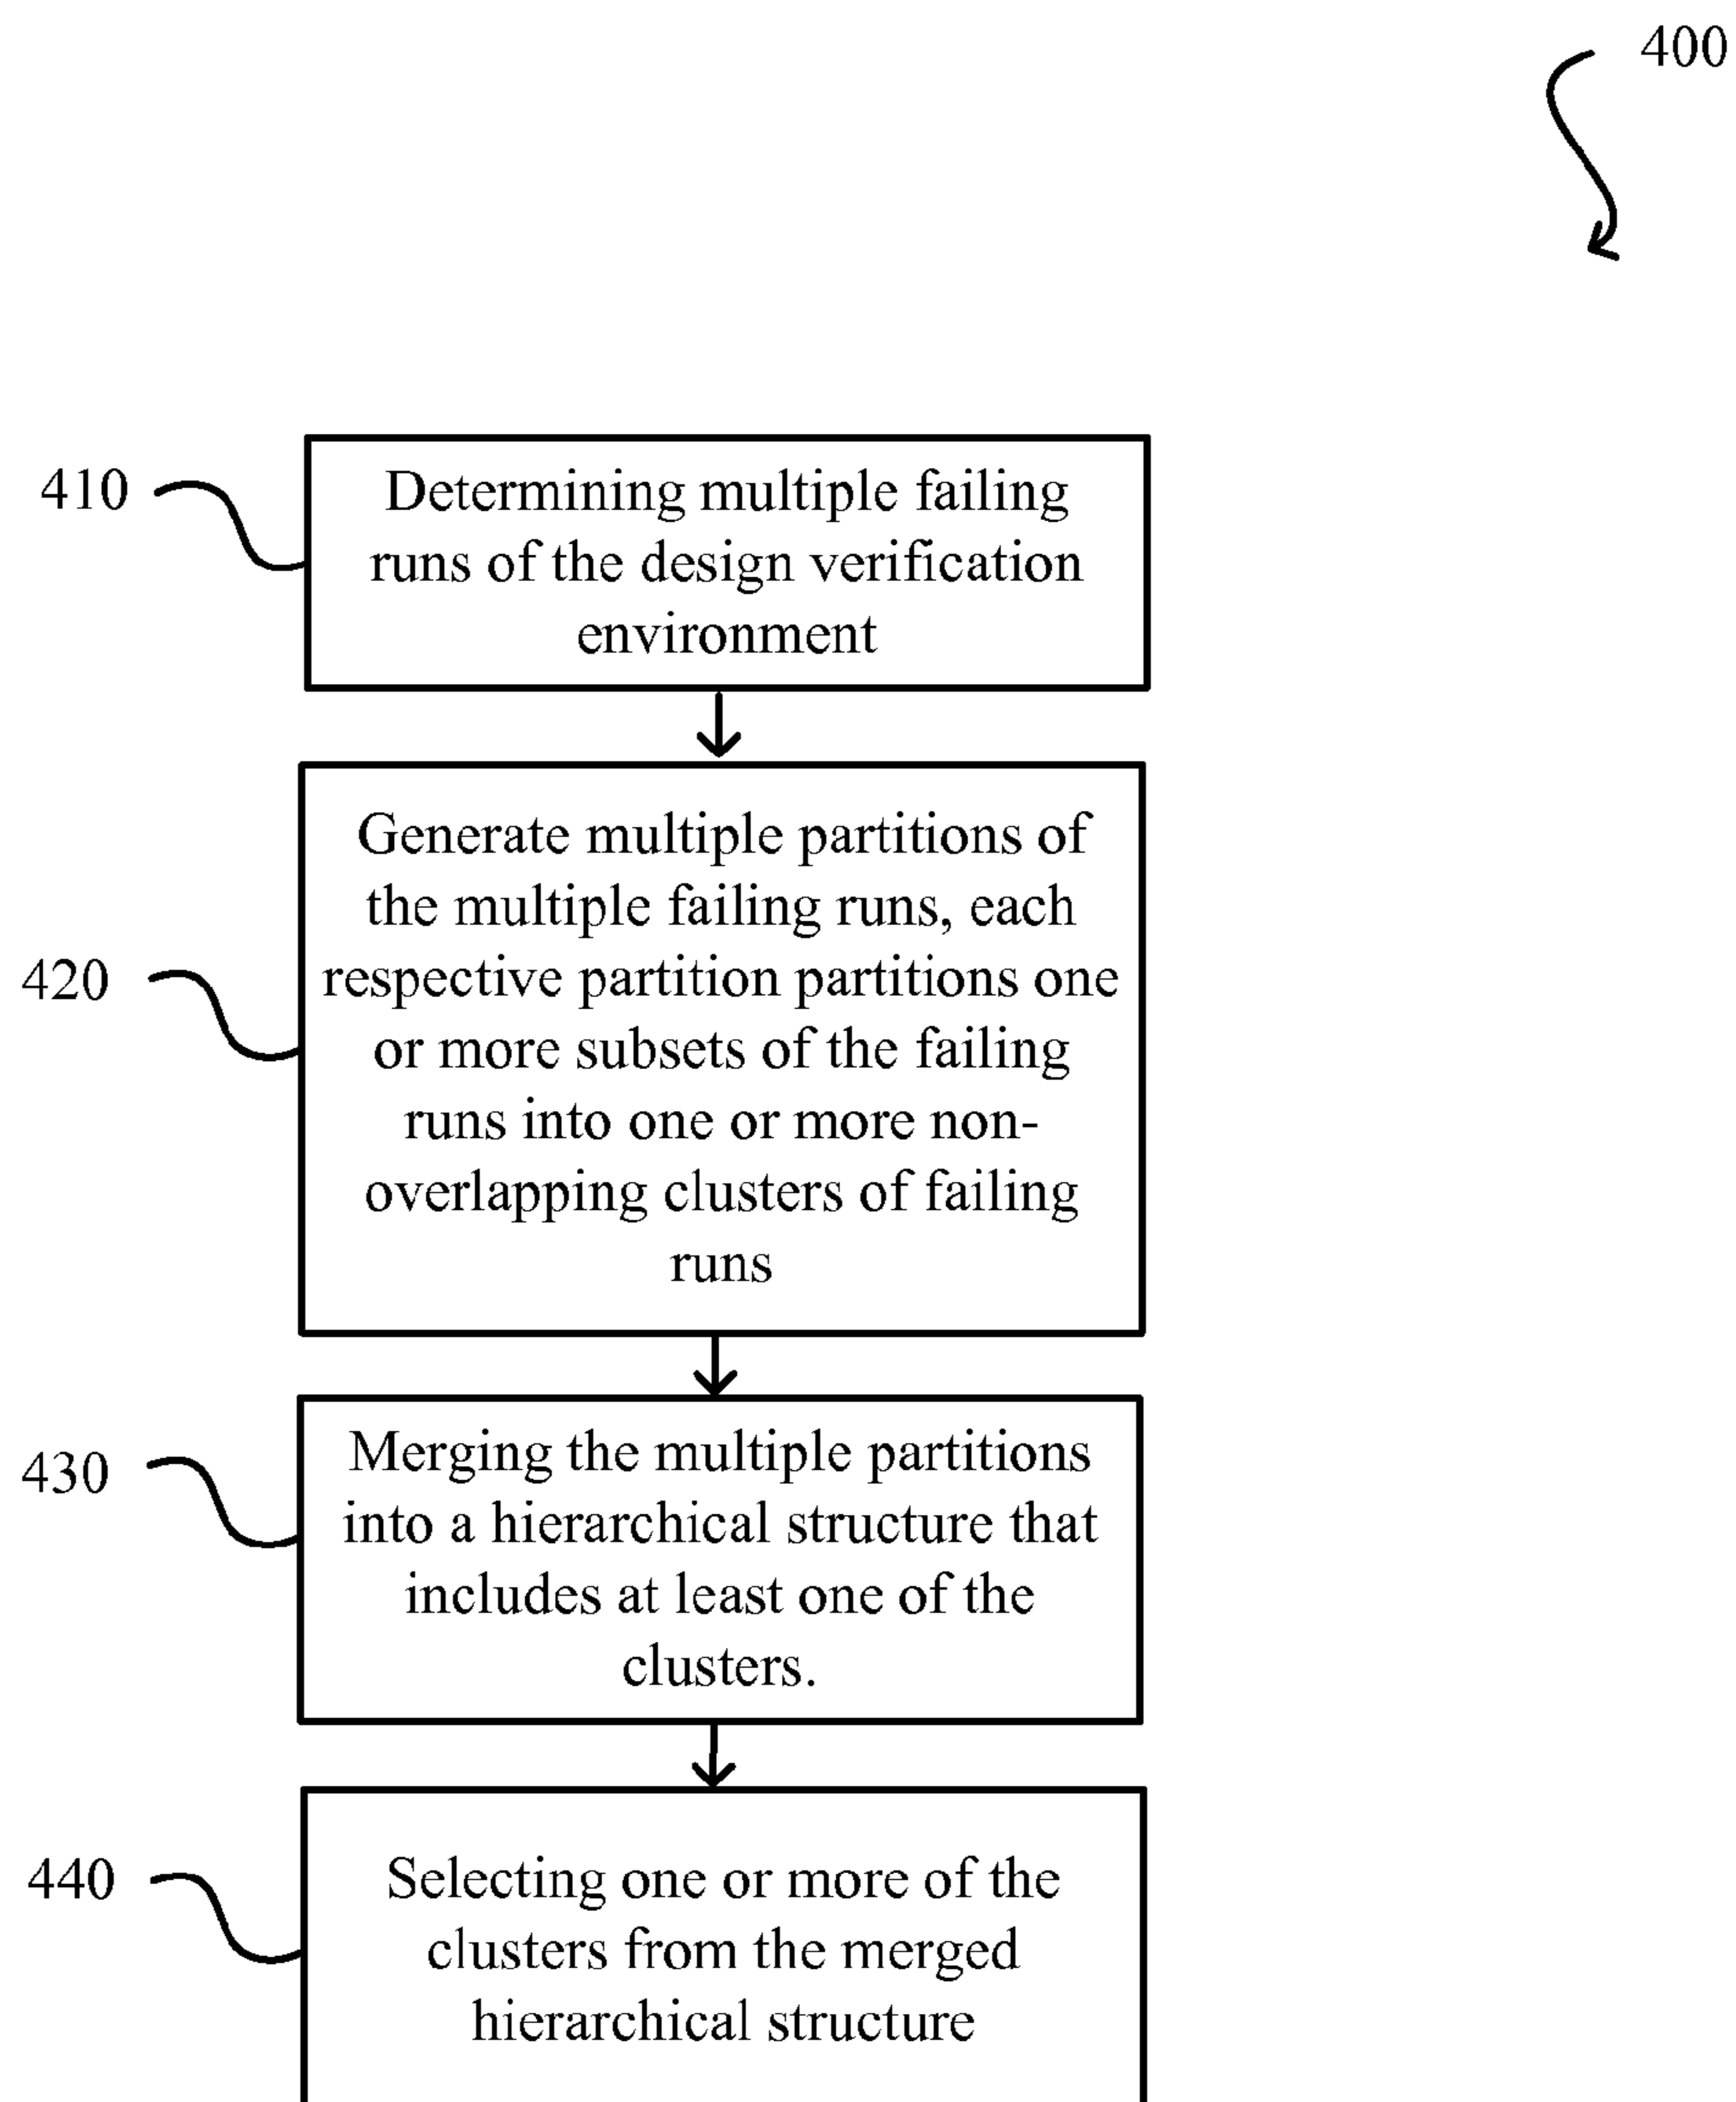 400
410
Determining multiple failing
runs of the design verification
environment
420
Generate multiple partitions of
the multiple failing runs, each
respective partition partitions one
or more subsets of the failing
runs into one or more non-
overlapping clusters of failing
runs
430
Merging the multiple partitions
into a hierarchical structure that
includes at least one of the
clusters.
440
Selecting one or more of the
clusters from the merged
hierarchical structure